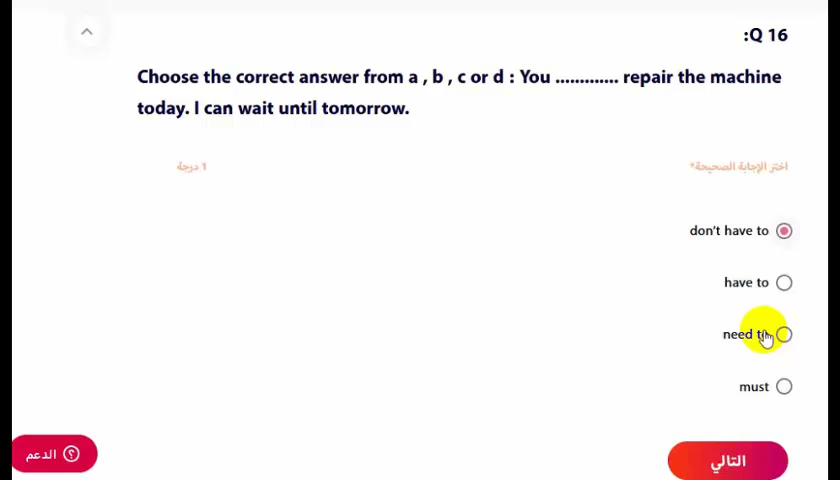 :Q 16
Choose the correct answer from a , b , c or d : You ............. repair the machine
today. I can wait until tomorrow.
اختر الإجابة الصحيحة*
1 درجة
don't have to
have to
need to
must
الدعم
التالي